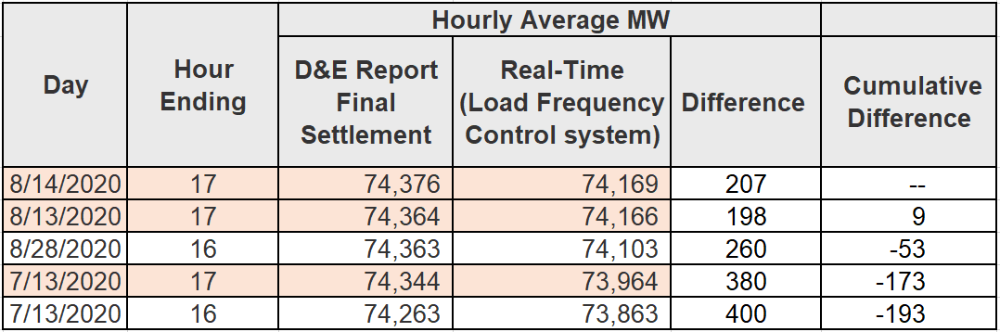 Hourly Average MW
Day Hour Ending D&E Report Final Settlement Real-Time (Load Frequency Control system) Difference Cumulative Difference
8/14/2020 17 74,376 74,169 207 --
8/13/2020 17 74,364 74,166 198 9
8/28/2020 16 74,363 74,103 260 -53
7/13/2020 17 74,344 73,964 380 -173
7/13/2020 16 74,263 73,863 400 -193